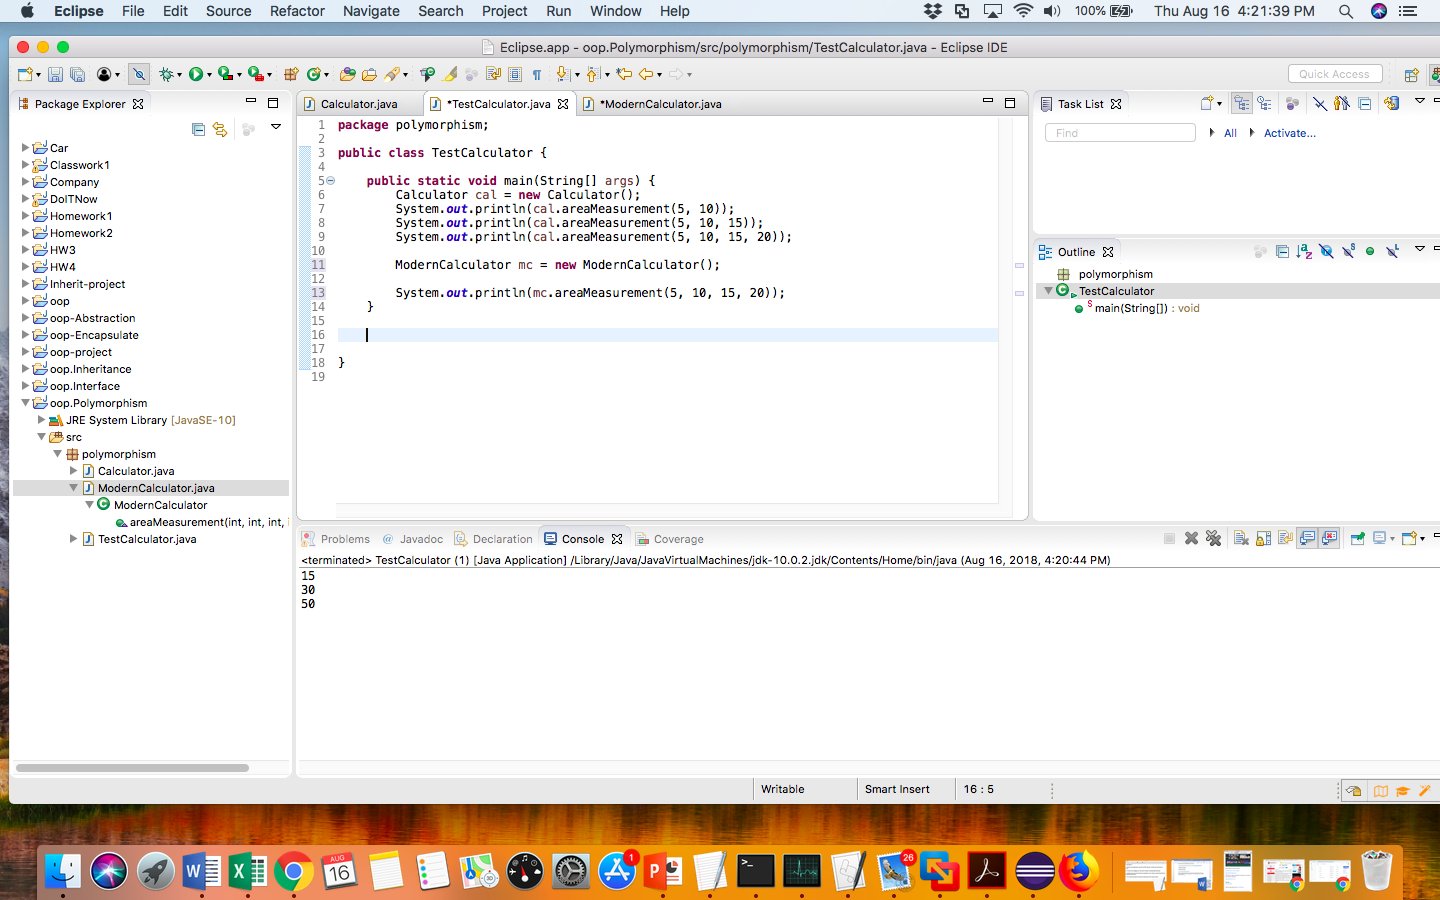 Eclipse File Edit Source Refactor Navigate Search Project Run Window Help 100% Thu Aug 16 4:21:39 PM
Eclipse.app - oop.Polymorphism/src/polymorphism/TestCalculator.java - Eclipse IDE
Quick Access
Package Explorer
Car
Classwork1
Company
DoITNow
Homework1
Homework2
HW3
HW4
Inherit-project
oop
oop-Abstraction
oop-Encapsulate
oop-project
oop.Inheritance
oop.Interface
oop.Polymorphism
JRE System Library [JavaSE-10]
src
polymorphism
Calculator.java
ModernCalculator.java
ModernCalculator
areaMeasurement(int, int, int,
TestCalculator.java
Calculator.java *TestCalculator.java *ModernCalculator.java
1 package polymorphism;
2
3 public class TestCalculator {
4
5 public static void main(String[] args) {
6 Calculator cal = new Calculator();
7 System.out.println(cal.areaMeasurement(5, 10));
8 System.out.println(cal.areaMeasurement(5, 10, 15));
9 System.out.println(cal.areaMeasurement(5, 10, 15, 20));
10
11 ModernCalculator mc = new ModernCalculator();
12
13 System.out.println(mc.areaMeasurement(5, 10, 15, 20));
14 }
15
16
17
18 }
19
Task List
Find All Activate...
Outline
polymorphism
TestCalculator
main(String[]) : void
Problems @ Javadoc Declaration Console Coverage
<terminated> TestCalculator (1) [Java Application] /Library/Java/JavaVirtualMachines/jdk-10.0.2.jdk/Contents/Home/bin/java (Aug 16, 2018, 4:20:44 PM)
15
30
50
Writable Smart Insert 16 : 5
AUG
16
1
26